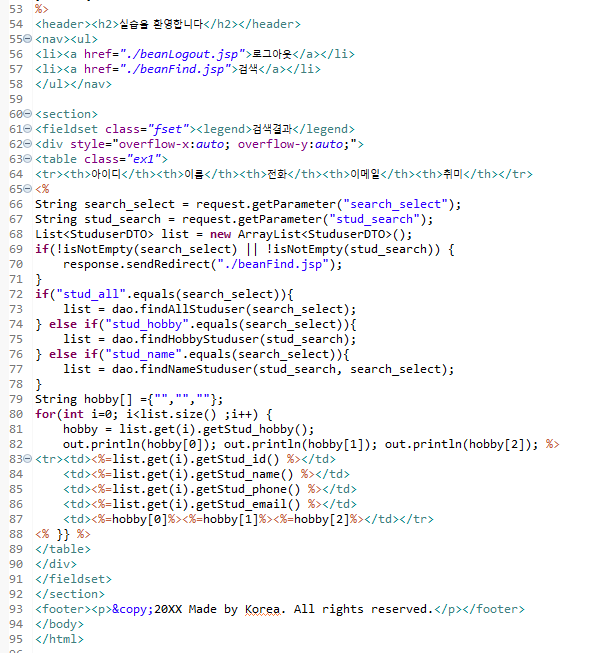 53 %>
54 <header><h2>실습을 환영합니다</h2></header>
55 <nav><ul>
56 <li><a href="./beanLogout.jsp">로그아웃</a></li>
57 <li><a href="./beanFind.jsp">검색</a></li>
58 </ul></nav>
59
60 <section>
61 <fieldset class="fset"><legend>검색결과</legend>
62 <div style="overflow-x:auto; overflow-y:auto;">
63 <table class="ex1">
64 <tr><th>아이디</th><th>이름</th><th>전화</th><th>이메일</th><th>취미</th></tr>
65 <%
66 String search_select = request.getParameter("search_select");
67 String stud_search = request.getParameter("stud_search");
68 List<StuduserDTO> list = new ArrayList<StuduserDTO>();
69 if(!isNotEmpty(search_select) || !isNotEmpty(stud_search)) {
70     response.sendRedirect("./beanFind.jsp");
71 }
72 if("stud_all".equals(search_select)){
73     list = dao.findAllStuduser(search_select);
74 } else if("stud_hobby".equals(search_select)){
75     list = dao.findHobbyStuduser(stud_search);
76 } else if("stud_name".equals(search_select)){
77     list = dao.findNameStuduser(stud_search, search_select);
78 }
79 String hobby[] ={"","",""};
80 for(int i=0; i<list.size() ;i++) {
81     hobby = list.get(i).getStud_hobby();
82     out.println(hobby[0]); out.println(hobby[1]); out.println(hobby[2]); %>
83 <tr><td><%=list.get(i).getStud_id() %></td>
84     <td><%=list.get(i).getStud_name() %></td>
85     <td><%=list.get(i).getStud_phone() %></td>
86     <td><%=list.get(i).getStud_email() %></td>
87     <td><%=hobby[0]%><%=hobby[1]%><%=hobby[2]%></td></tr>
88 <% }} %>
89 </table>
90 </div>
91 </fieldset>
92 </section>
93 <footer><p>&copy;20XX Made by Korea. All rights reserved.</p></footer>
94 </body>
95 </html>